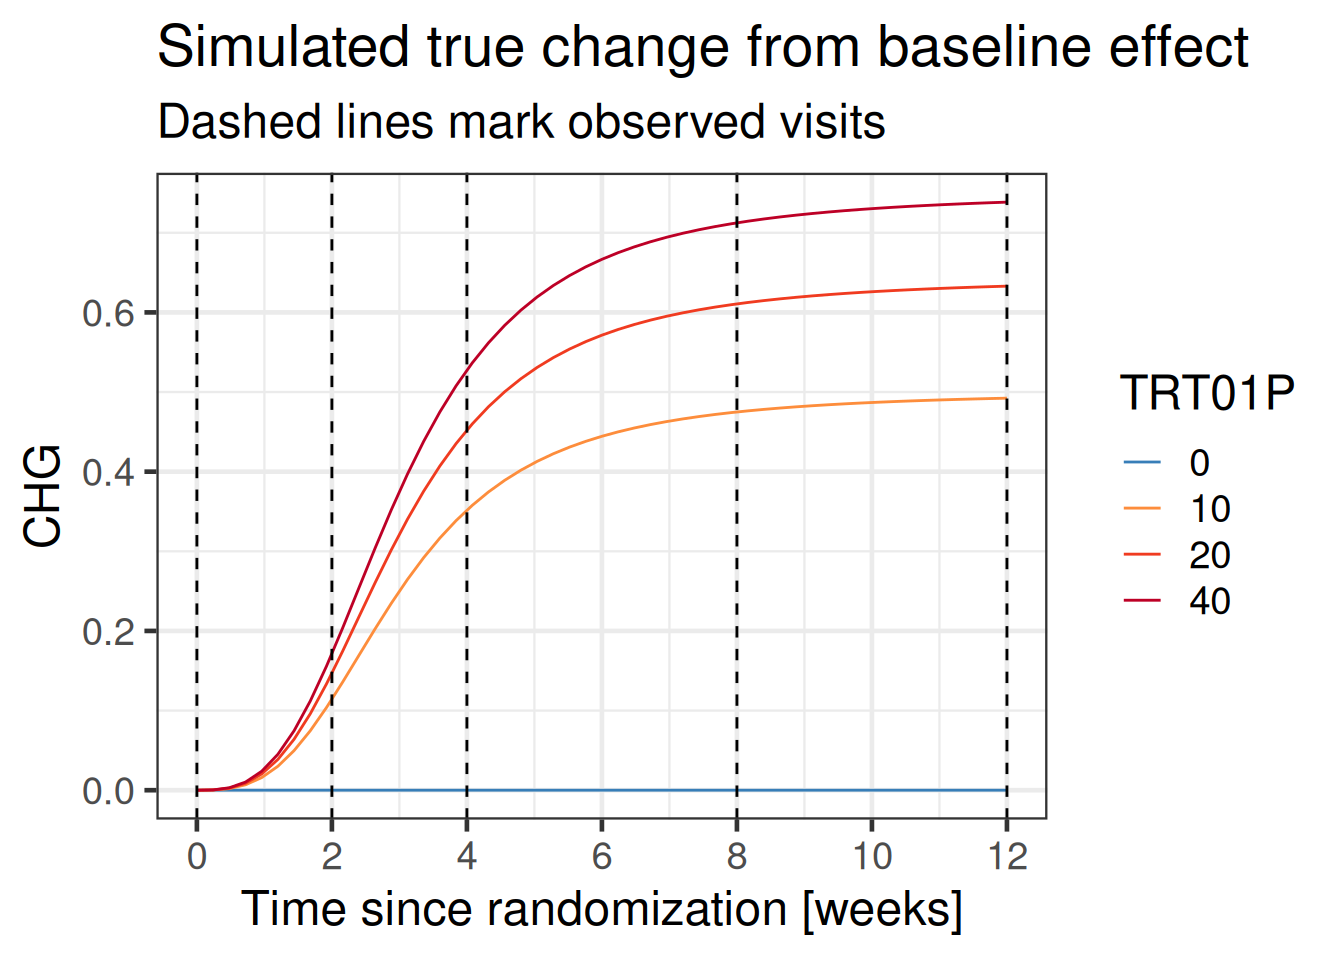 Simulated true change from baseline effect
Dashed lines mark observed visits
CHG
0.6
0.4
0.2
0.0
0 2 4 6 8 10 12
Time since randomization [weeks]
TRT01P
0
10
20
40